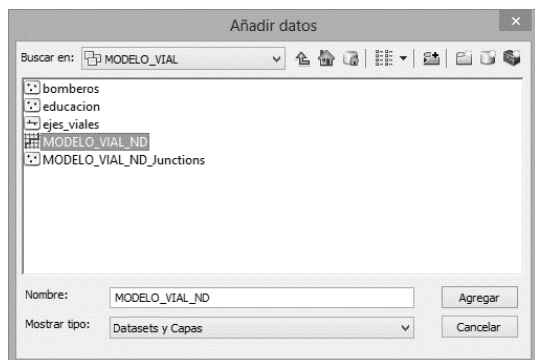 Añadir datos
Buscar en: MODELO_VIAL
bomberos
educacion
ejes_viales
MODELO_VIAL_ND
MODELO_VIAL_ND_Junctions
Nombre: MODELO_VIAL_ND Agregar
Mostrar tipo: Datasets y Capas Cancelar